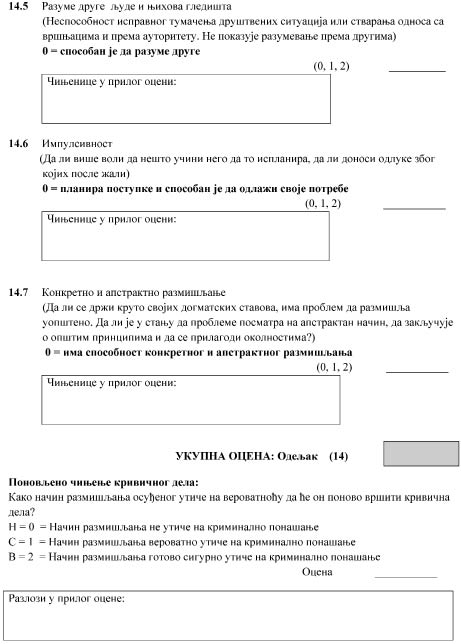 14.5 Разуме друге људе и њихова гледишта
(Неспособност исправног тумачења друштвених ситуација или стварања односа са
вршњацима и према ауторитету. Не показује разумевање према другима)
0 = способан је да разуме друге
(0, 1, 2)
Чињенице у прилог оцени:
14.6 Импулсивност
(Да ли више воли да нешто учини него да то испланира, да ли доноси одлуке због
којих после жали)
0 = планира поступке и способан је да одлажи своје потребе
(0, 1, 2)
Чињенице у прилог оцени:
14.7 Конкретно и апстрактно размишљање
(Да ли се држи круто својих догматских ставова, има проблем да размишља
уопштено. Да ли је у стању да проблеме посматра на апстрактан начин, да закључује
о општим принципима и да се прилагоди околностима?)
0 = има способност конкретног и апстрактног размишљања
(0, 1, 2)
Чињенице у прилог оцени:
УКУПНА ОЦЕНА: Одељак (14)
Поновљено чињење кривичног дела:
Како начин размишљања осуђеног утиче на вероватноћу да ће он поново вршити кривична
дела?
Н = 0 = Начин размишљања не утиче на криминално понашање
С = 1 = Начин размишљања вероватно утиче на криминално понашање
В = 2 = Начин размишљања готово сигурно утиче на криминално понашање
Оцена
Разлози у прилог оцене: